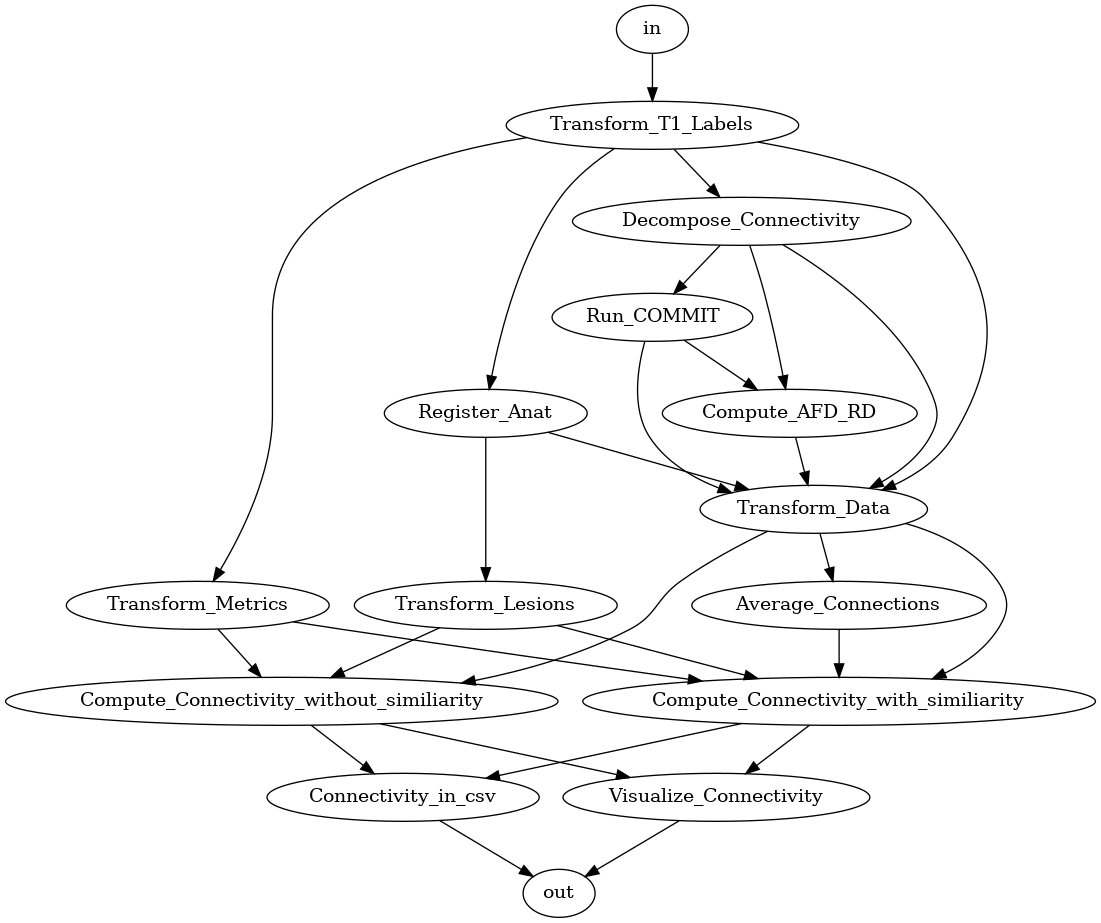 in
Transform_T1_Labels
Decompose_Connectivity
Run_COMMIT
Register_Anat
Compute_AFD_RD
Transform_Data
Transform_Metrics
Transform_Lesions
Average_Connections
Compute_Connectivity_without_similiarity
Compute_Connectivity_with_similiarity
Connectivity_in_csv
Visualize_Connectivity
out